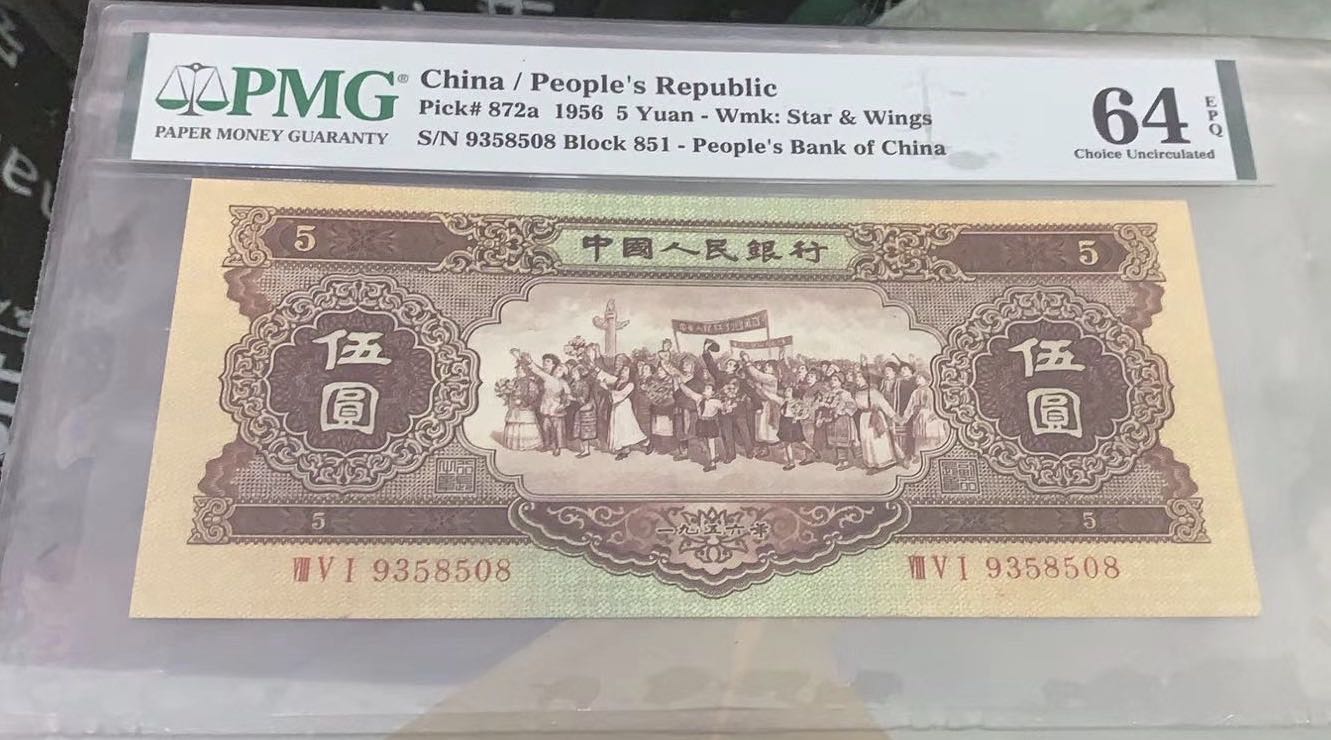 PMG®
PAPER MONEY GUARANTY
China / People's Republic
Pick# 872a 1956 5 Yuan - Wmk: Star & Wings
S/N 9358508 Block 851 - People's Bank of China
64 EPQ
Choice Uncirculated
5 中國人民銀行 5
伍圓 伍圓
5 一九五六年 5
VIII V I 9358508 VIII V I 9358508